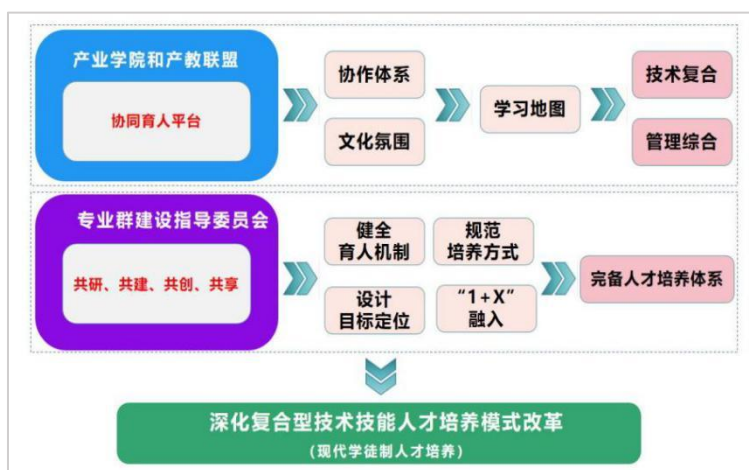 产业学院和产教联盟
协同育人平台
协作体系
文化氛围
学习地图
技术复合
管理综合
专业群建设指导委员会
共研、共建、共创、共享
健全
育人机制
规范
培养方式
设计
目标定位
“1+X”
融入
完备人才培养体系
深化复合型技术技能人才培养模式改革
(现代学徒制人才培养)